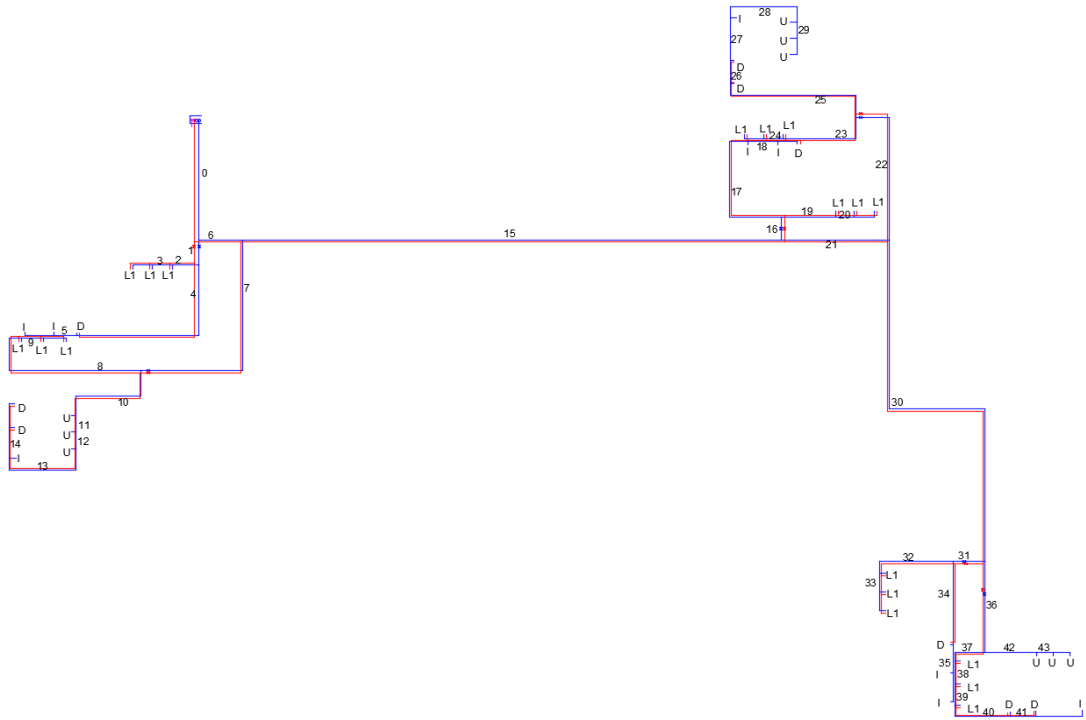 28
I U
29
27 U
D U
26
D
25
L1 L1 L1
24 23
I 18 I D
22
0
17
L1 L1 L1
19 20
16
6 15 21
1
3 2
L1 L1 L1
7
4
I I 5 D
9
L1 L1 L1
8
10
30
D
U 11
D U 12
14 U
I
13
32 31
33 L1
L1 34
L1 36
D 37 42 43
35 L1 U U U
I 38
L1
39
I L1 D D I
40 41